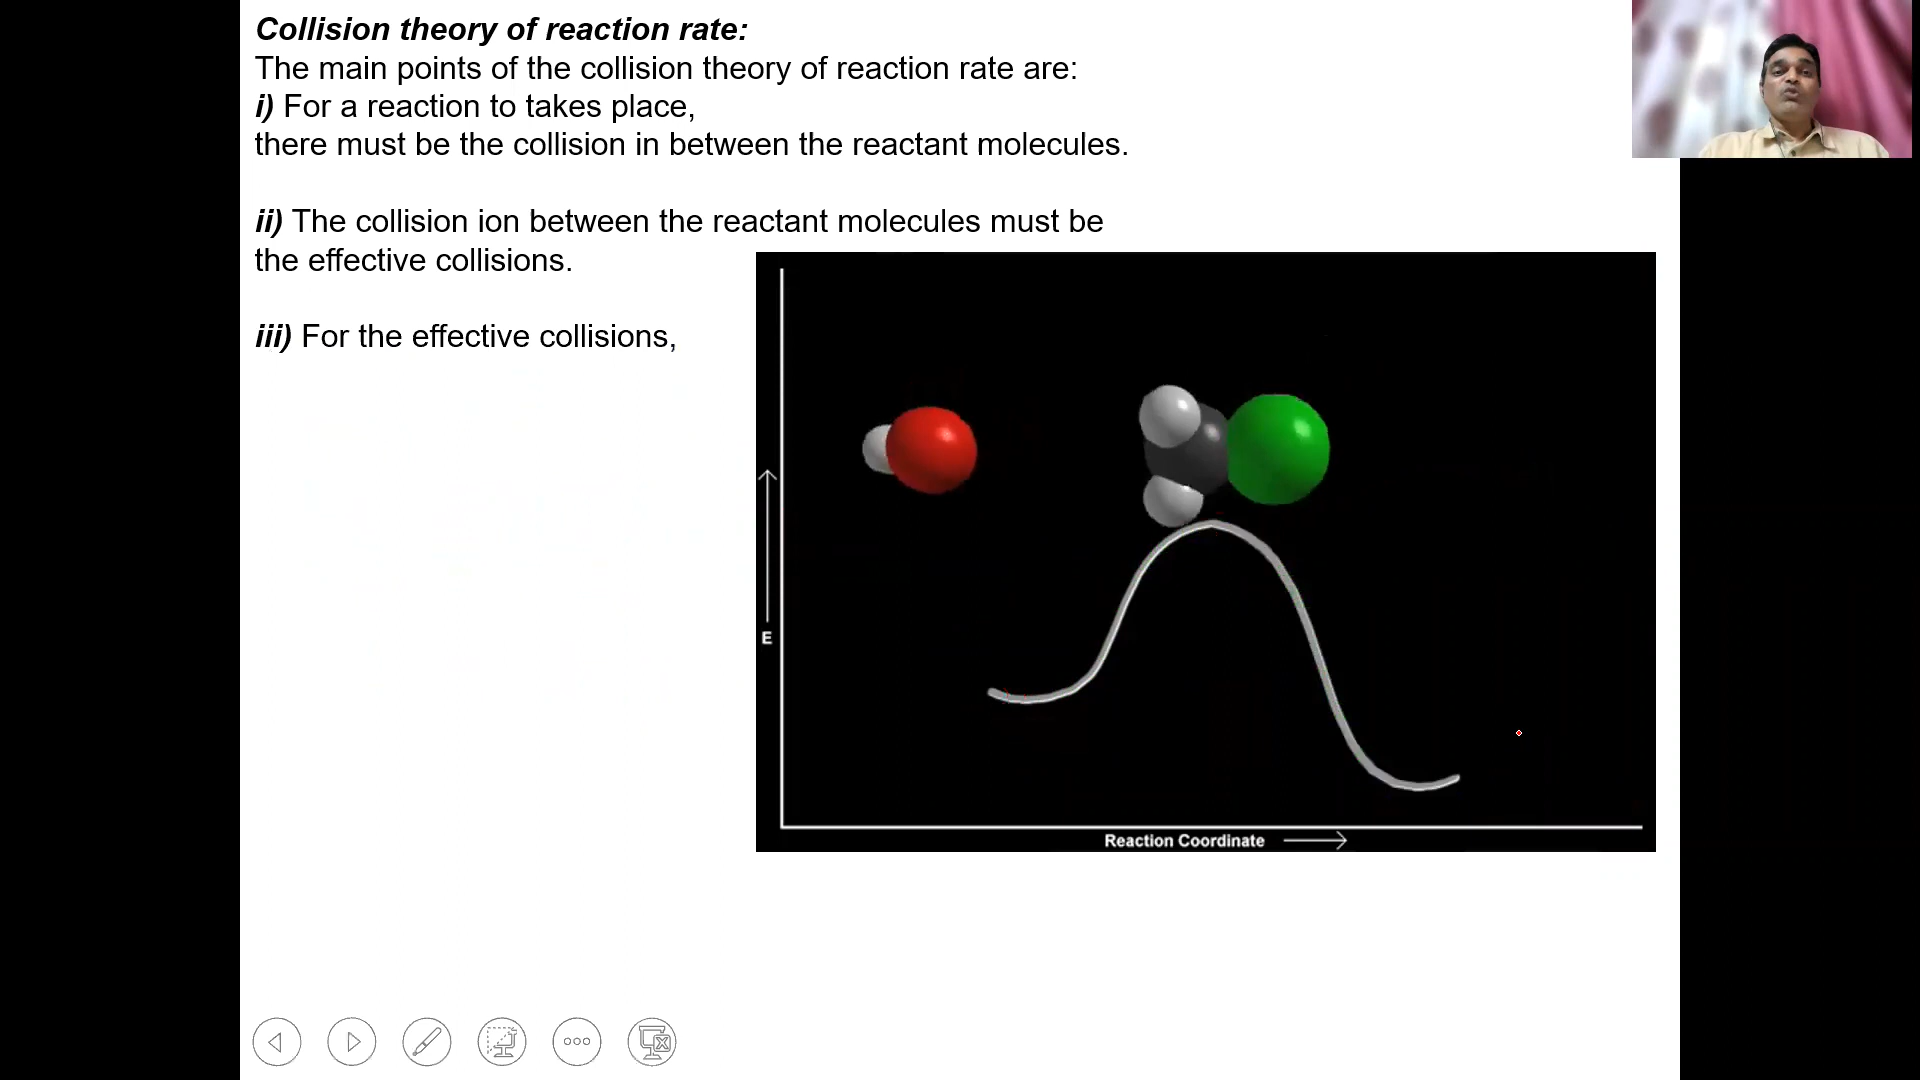 Collision theory of reaction rate:
The main points of the collision theory of reaction rate are:
i) For a reaction to takes place,
there must be the collision in between the reactant molecules.
ii) The collision ion between the reactant molecules must be
the effective collisions.
iii) For the effective collisions,
E
Reaction Coordinate